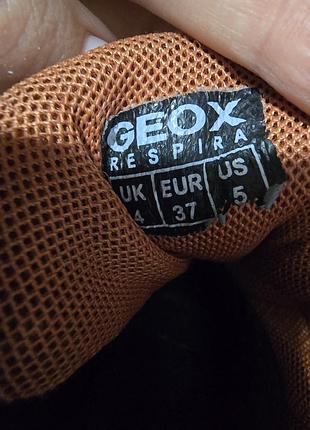 GEOX
RESPIRA
UK EUR US
4 37 5